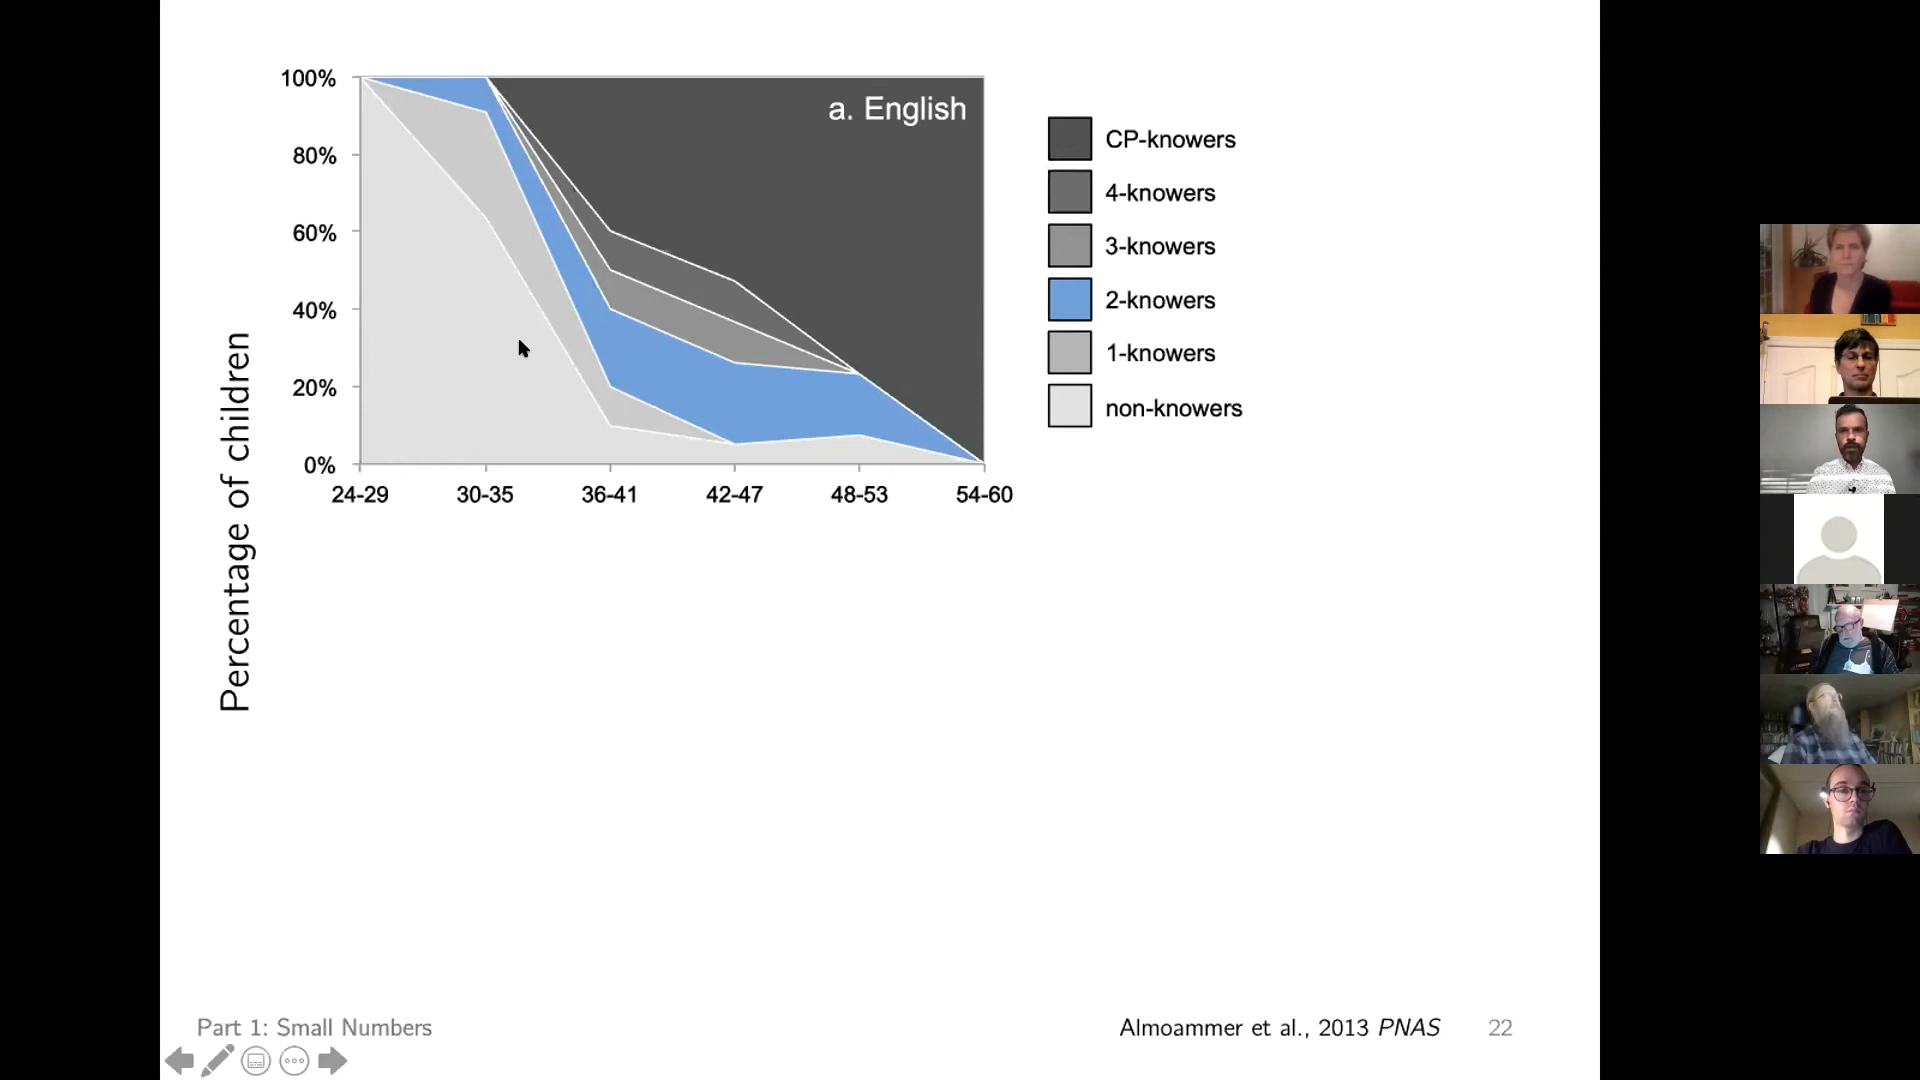 100%
80%
60%
40%
20%
0%
24-29 30-35 36-41 42-47 48-53 54-60
Percentage of children
a. English
CP-knowers
4-knowers
3-knowers
2-knowers
1-knowers
non-knowers
Part 1: Small Numbers
Almoammer et al., 2013 PNAS 22